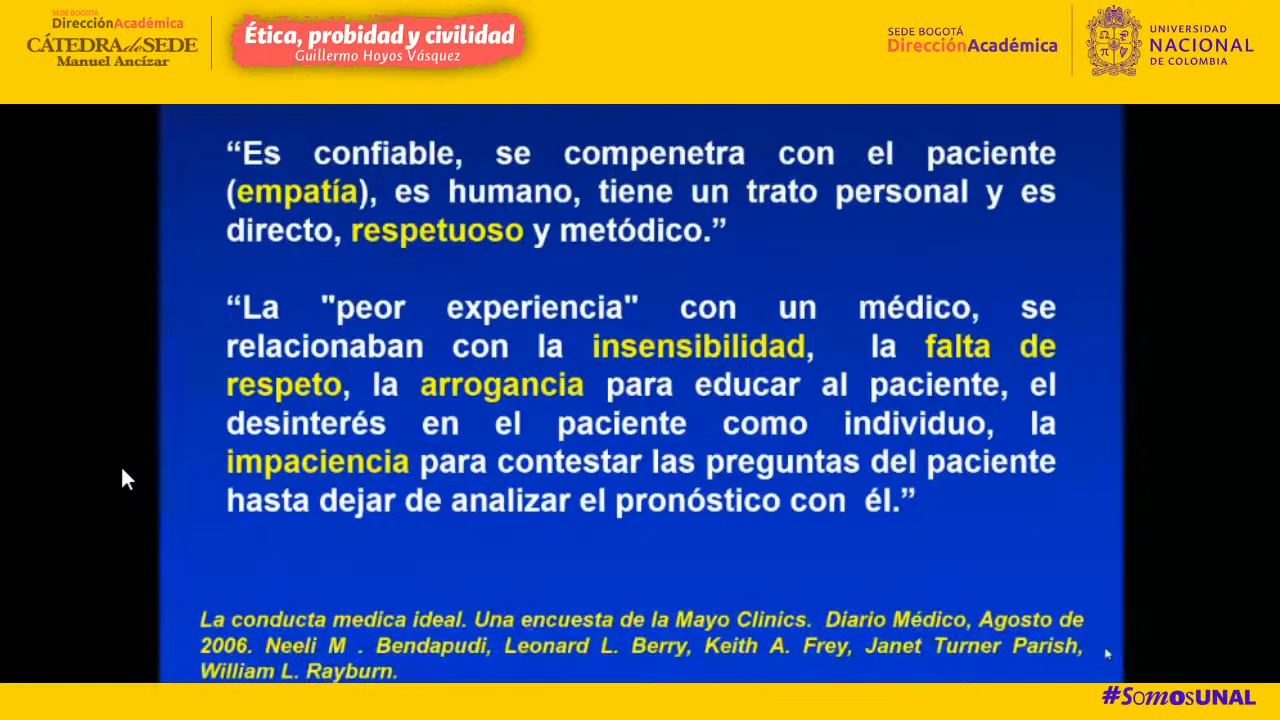 SEDE BOGOTÁ
DirecciónAcadémica
CÁTEDRAdeSEDE
Manuel Ancízar
Ética, probidad y civilidad
Guillermo Hoyos Vásquez
SEDE BOGOTÁ
DirecciónAcadémica
UNIVERSIDAD
NACIONAL
DE COLOMBIA
“Es confiable, se compenetra con el paciente
(empatía), es humano, tiene un trato personal y es
directo, respetuoso y metódico.”
“La "peor experiencia" con un médico, se
relacionaban con la insensibilidad, la falta de
respeto, la arrogancia para educar al paciente, el
desinterés en el paciente como individuo, la
impaciencia para contestar las preguntas del paciente
hasta dejar de analizar el pronóstico con él.”
La conducta medica ideal. Una encuesta de la Mayo Clinics. Diario Médico, Agosto de
2006. Neeli M . Bendapudi, Leonard L. Berry, Keith A. Frey, Janet Turner Parish,
William L. Rayburn.
#SomosUNAL